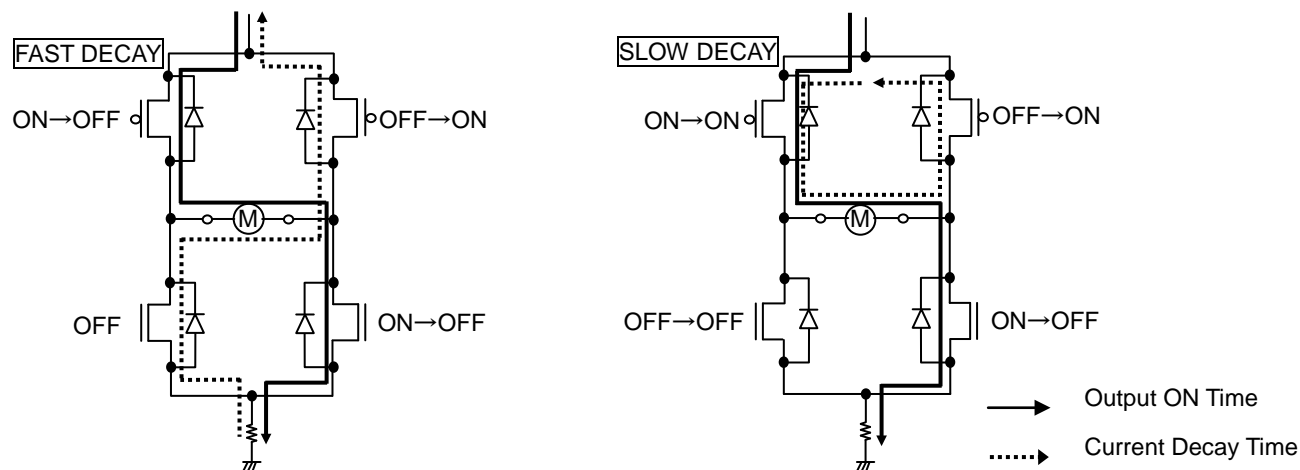 FAST DECAY
ON→OFF
OFF→ON
M
OFF
ON→OFF
SLOW DECAY
ON→ON
OFF→ON
M
OFF→OFF
ON→OFF
Output ON Time
Current Decay Time